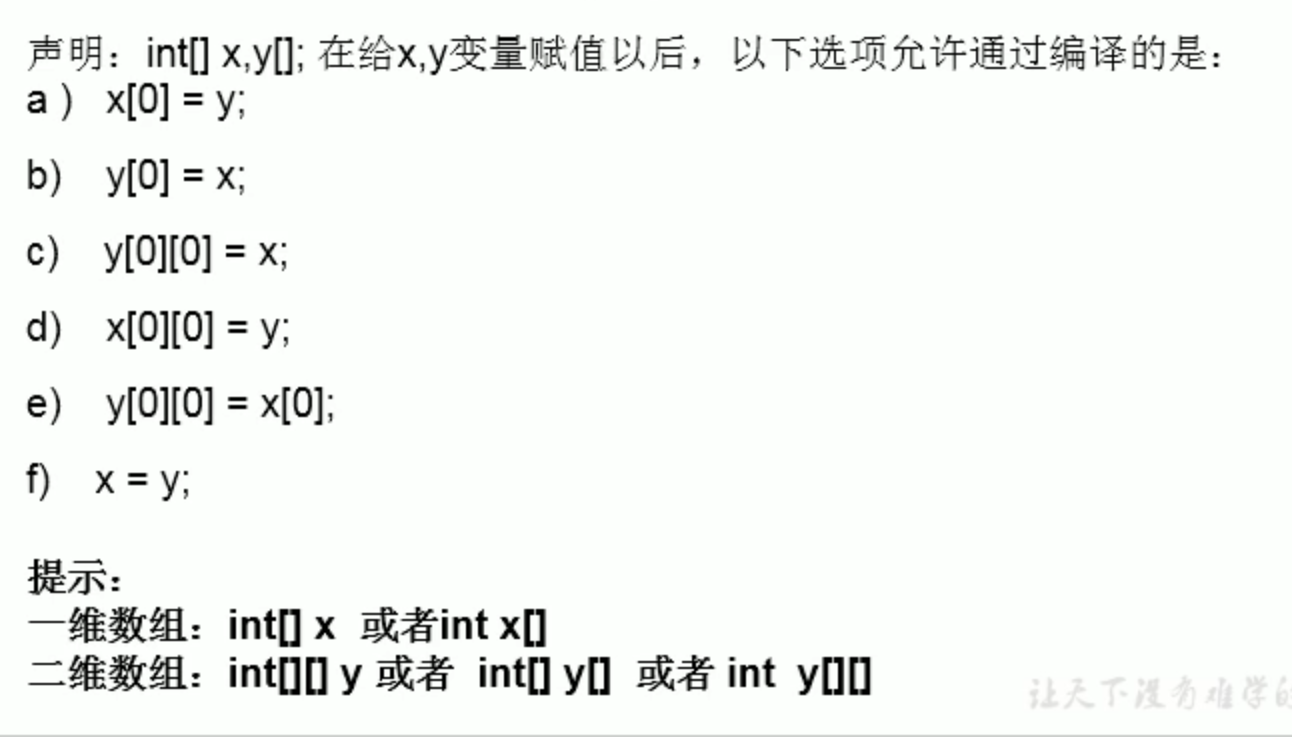 声明：int[] x,y[]; 在给x,y变量赋值以后，以下选项允许通过编译的是：
a ) x[0] = y;
b) y[0] = x;
c) y[0][0] = x;
d) x[0][0] = y;
e) y[0][0] = x[0];
f) x = y;
提示：
一维数组：int[] x 或者int x[]
二维数组：int[][] y 或者 int[] y[] 或者 int y[][]
让天下没有难学的